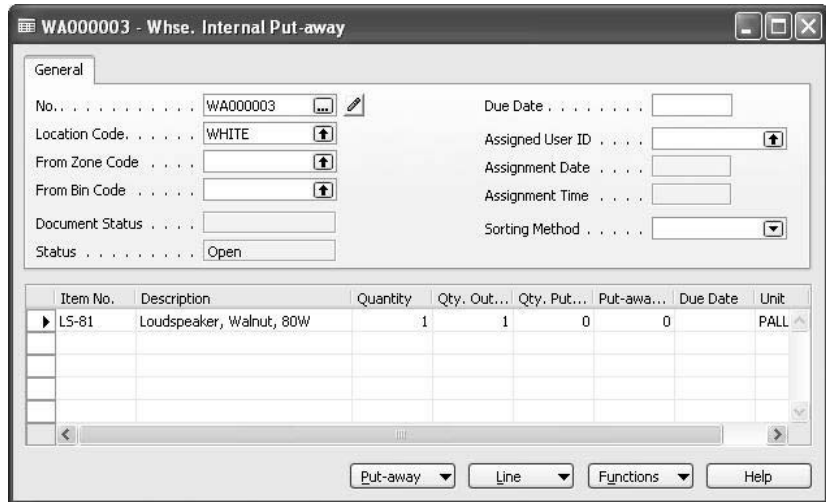 WA000003 - Whse. Internal Put-away
General
No. . . . . . . . . . . . WA000003 ...
Location Code. . . . . . WHITE
From Zone Code . . . .
From Bin Code . . . . .
Document Status . . . .
Status . . . . . . . . . Open
Due Date . . . . . . . .
Assigned User ID . . . .
Assignment Date . . . .
Assignment Time . . . .
Sorting Method . . . . .
Item No. Description Quantity Qty. Out... Qty. Put... Put-awa... Due Date Unit
LS-81 Loudspeaker, Walnut, 80W 1 1 0 0 PALL
Put-away Line Functions Help